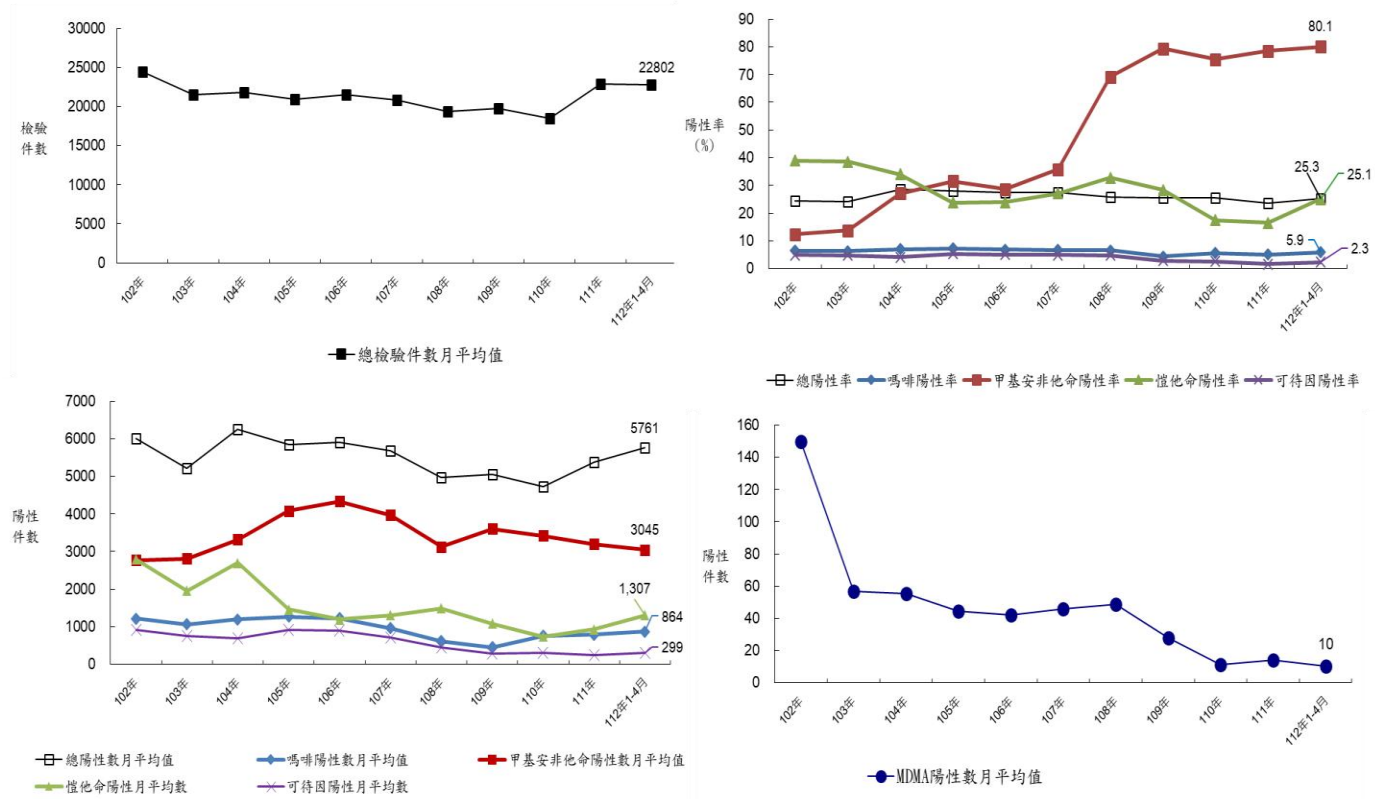 30000
25000
20000
15000
10000
5000
0
檢驗
件數
22802
102年
103年
104年
105年
106年
107年
108年
109年
110年
111年
112年1-4月
總檢驗件數月平均值
90
80
70
60
50
40
30
20
10
0
陽性率
(%)
80.1
25.3
25.1
5.9
2.3
102年
103年
104年
105年
106年
107年
108年
109年
110年
111年
112年1-4月
總陽性率 嗎啡陽性率 甲基安非他命陽性率 愷他命陽性率 可待因陽性率
7000
6000
5000
4000
3000
2000
1000
0
陽性
件數
5761
3045
1,307
864
299
102年
103年
104年
105年
106年
107年
108年
109年
110年
111年
112年1-4月
總陽性數月平均值 嗎啡陽性數月平均值 甲基安非他命陽性數月平均值
愷他命陽性月平均數 可待因陽性月平均數
160
140
120
100
80
60
40
20
0
陽性
件數
10
102年
103年
104年
105年
106年
107年
108年
109年
110年
111年
112年1-4月
MDMA陽性數月平均值